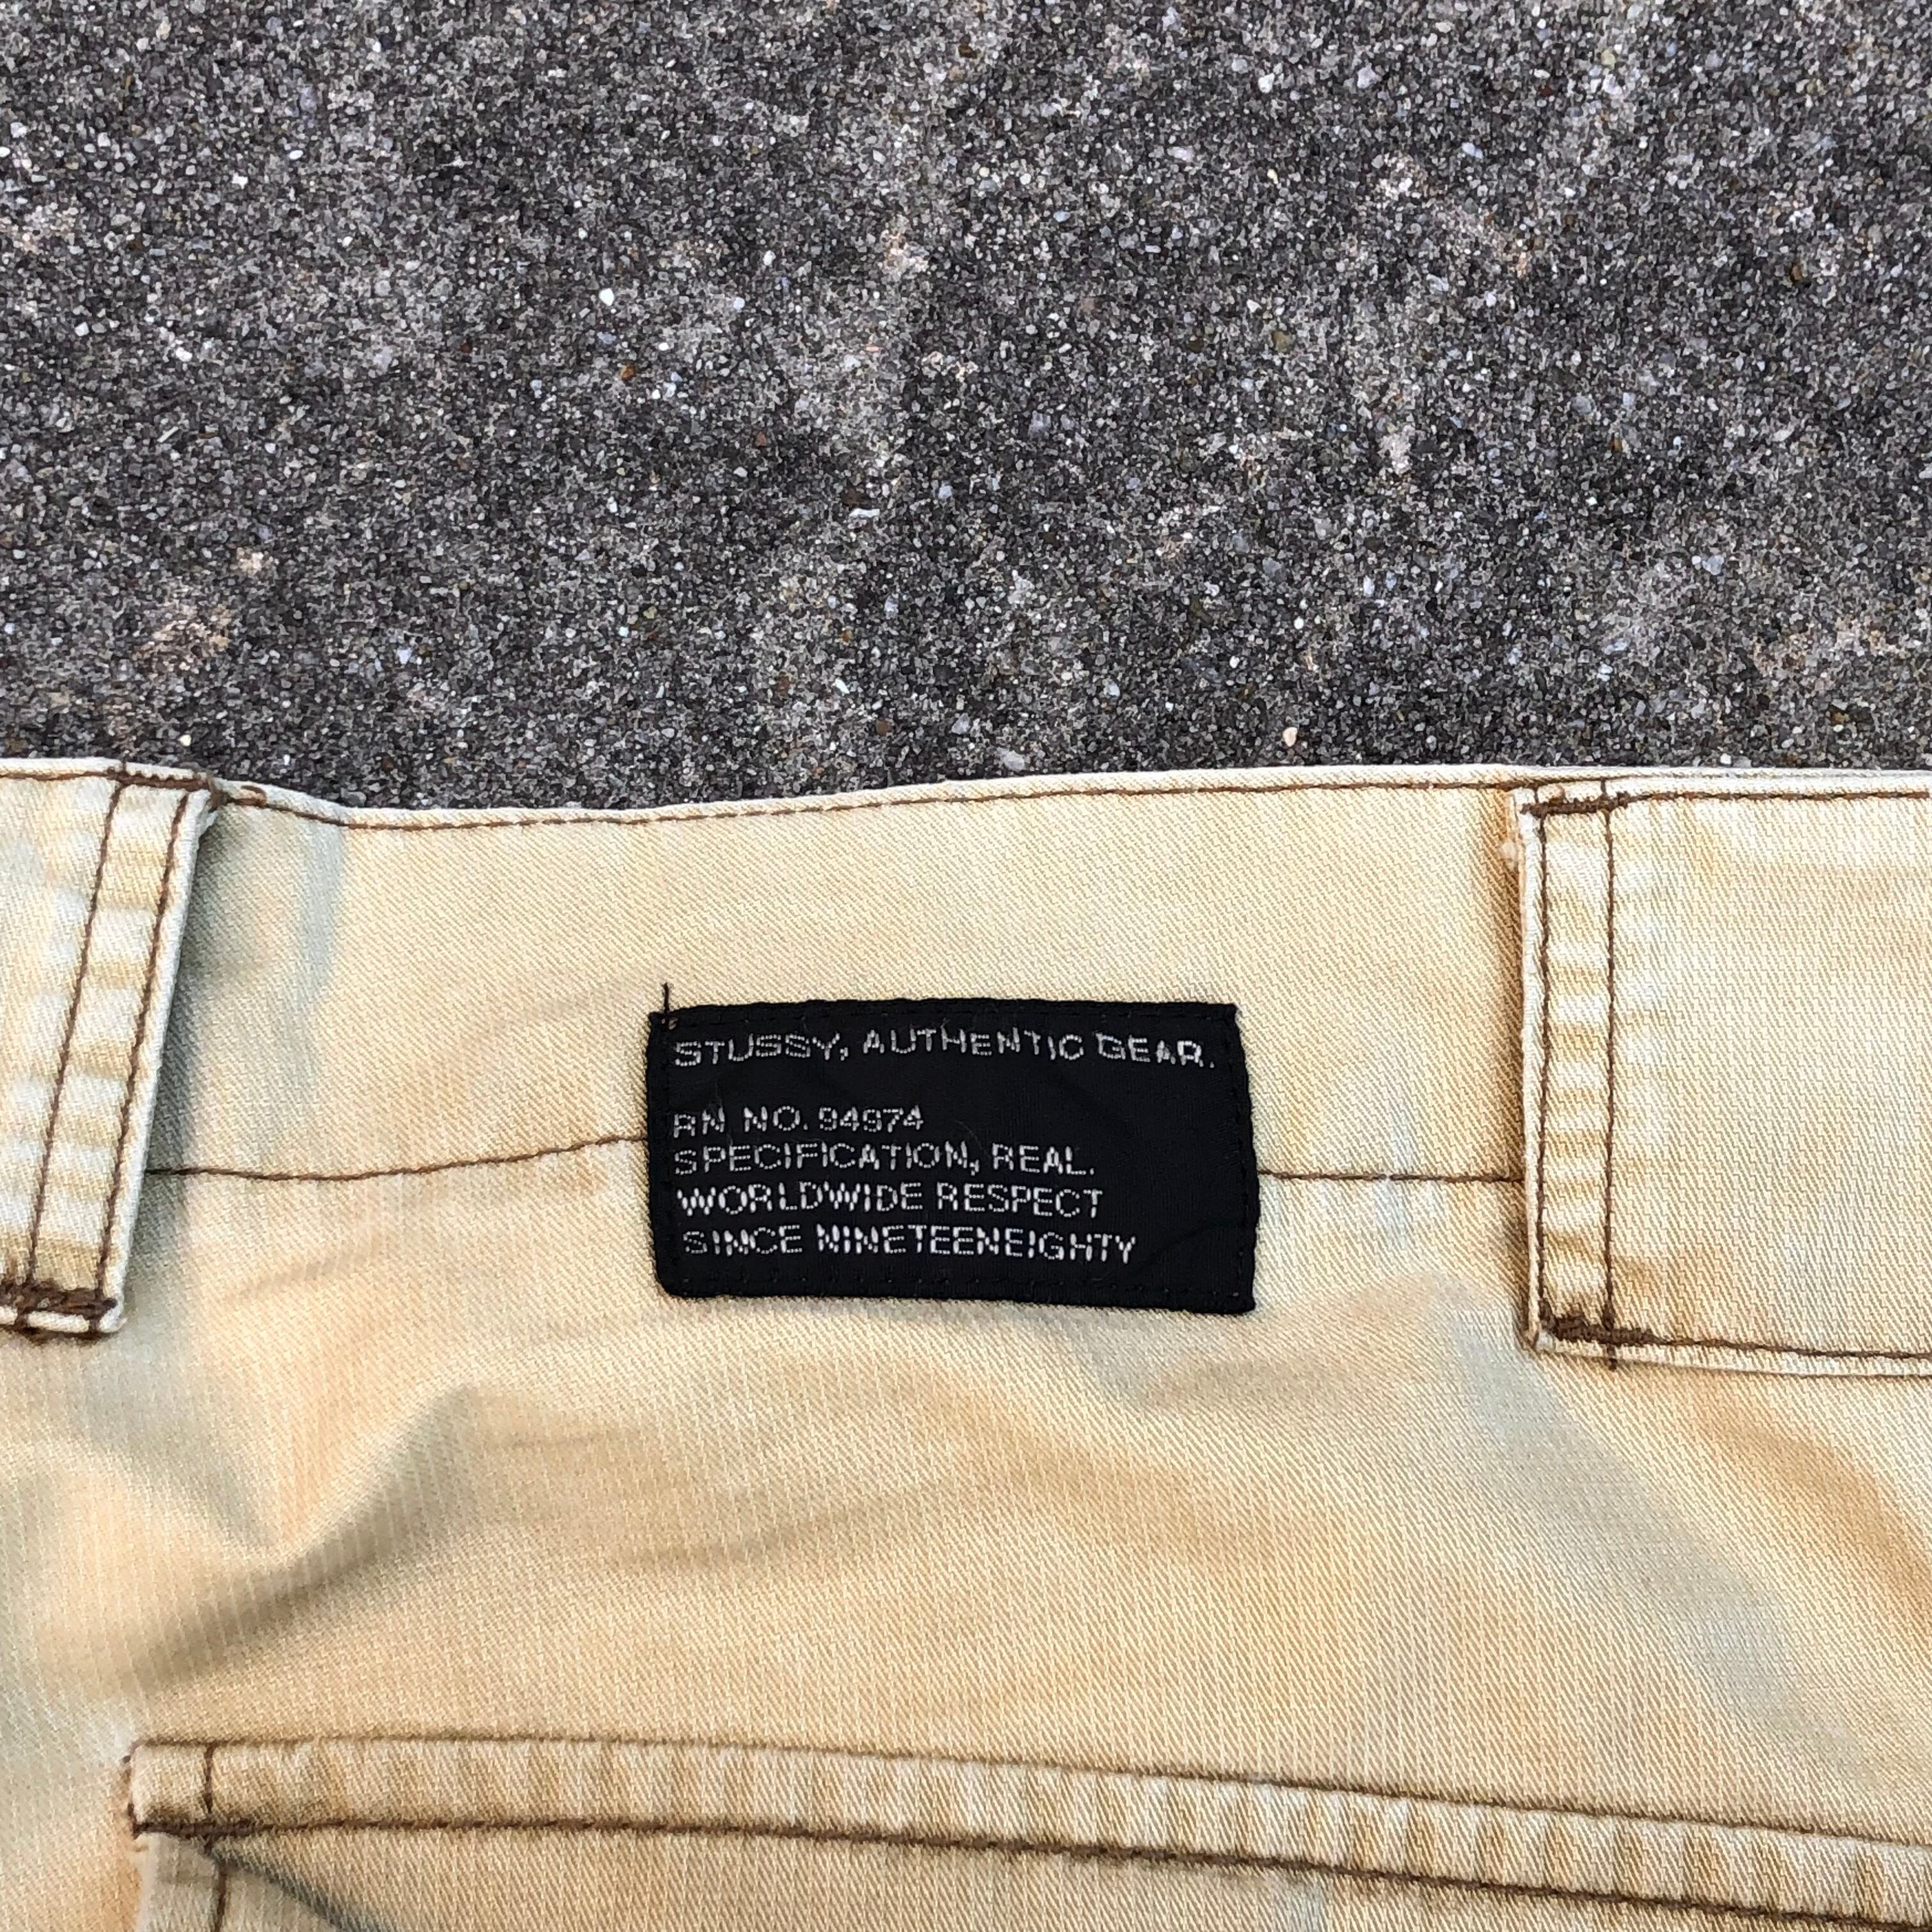 STUSSY, AUTHENTIC GEAR.
RN NO. 94974
SPECIFICATION, REAL.
WORLDWIDE RESPECT
SINCE NINETEENEIGHTY